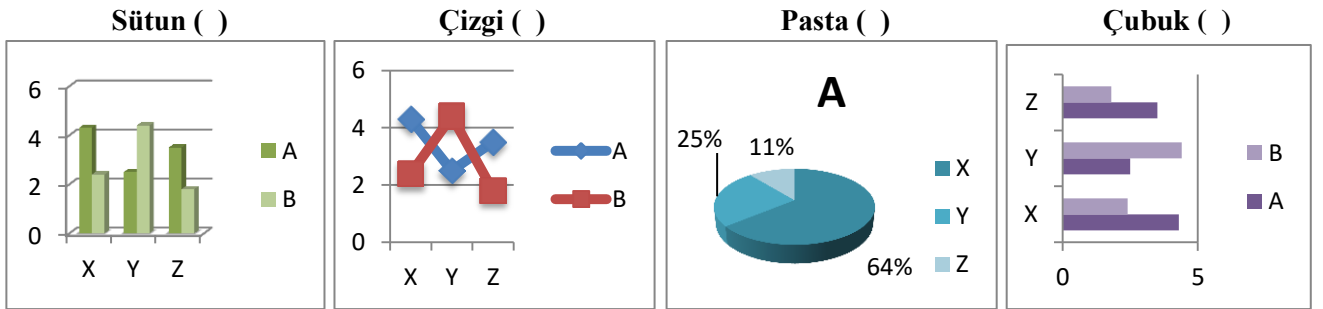 Sütun ( )
Çizgi ( )
Pasta ( )
Çubuk ( )
6
4
2
0
X Y Z
A
B
6
4
2
0
X Y Z
A
B
A
25%
11%
64%
X
Y
Z
Z
Y
X
0 5
B
A